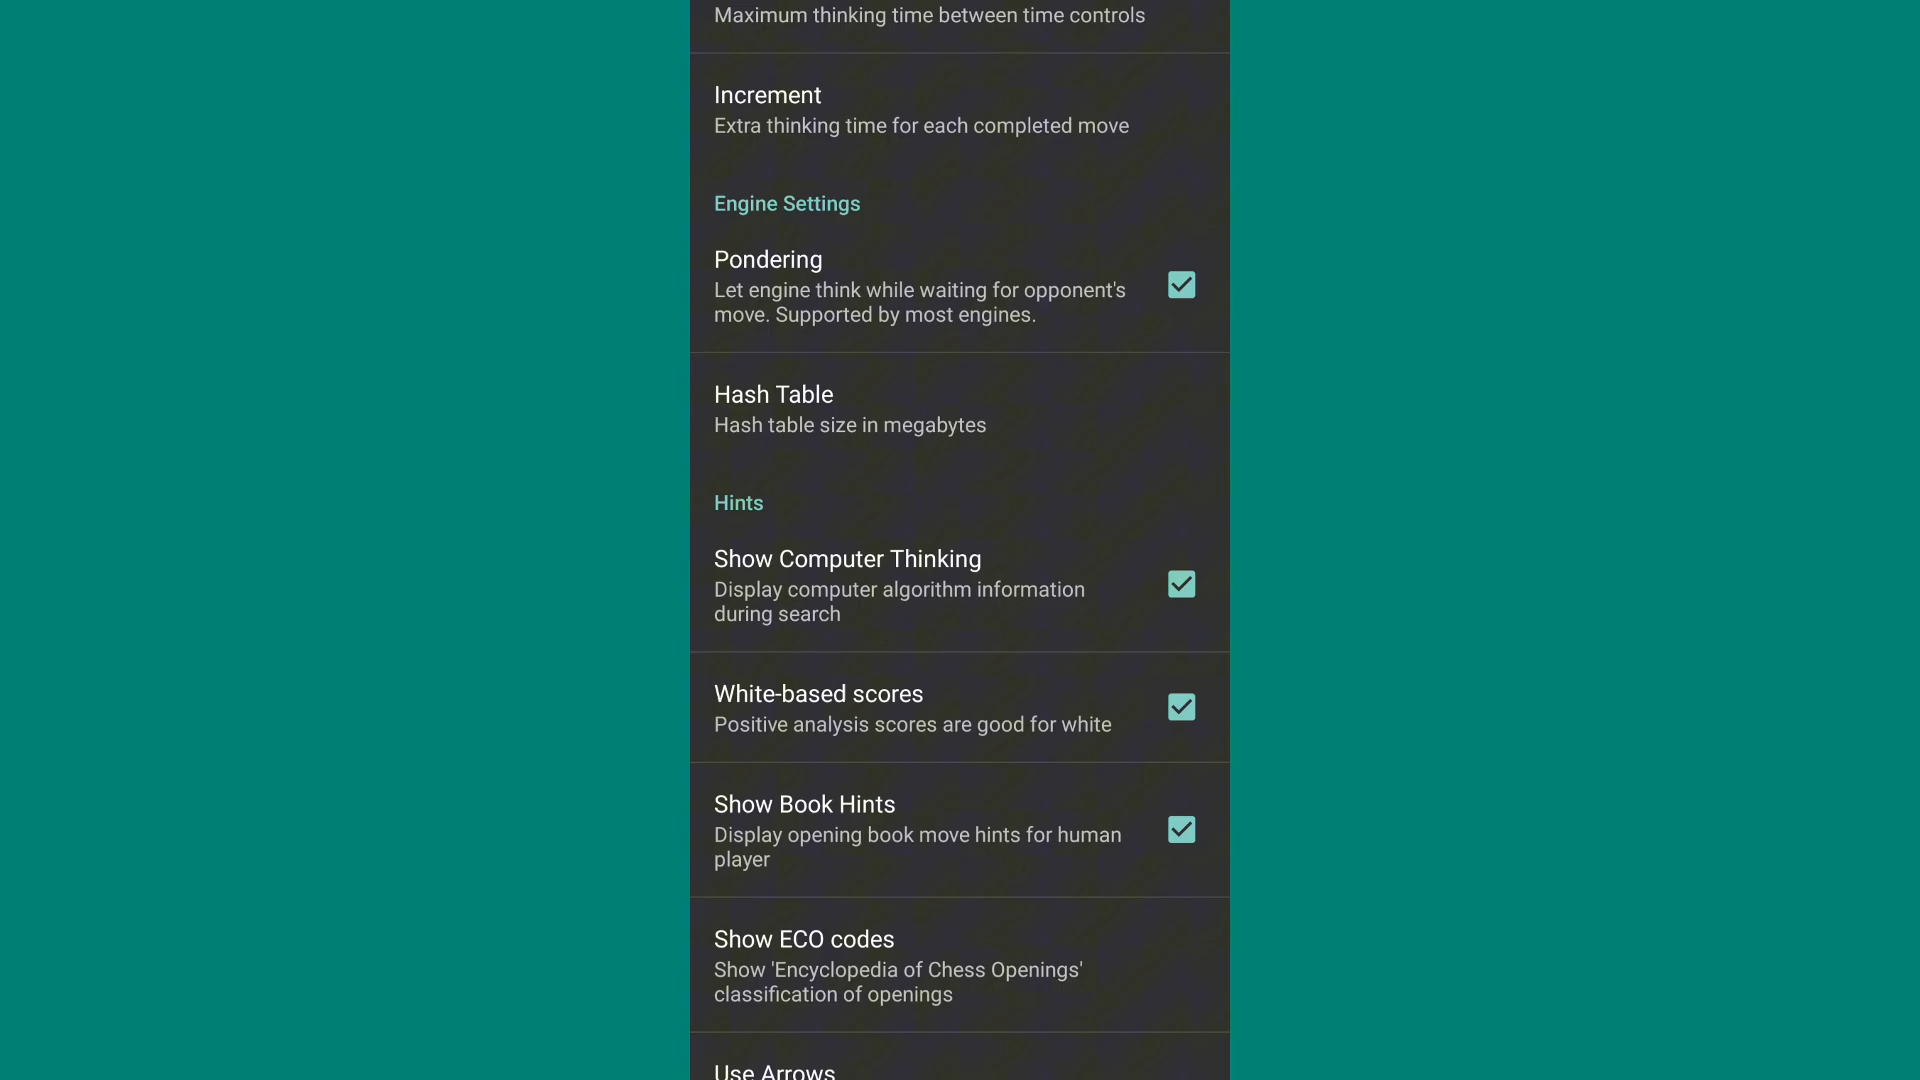 Maximum thinking time between time controls
Increment
Extra thinking time for each completed move
Engine Settings
Pondering
Let engine think while waiting for opponent's
move. Supported by most engines.
Hash Table
Hash table size in megabytes
Hints
Show Computer Thinking
Display computer algorithm information
during search
White-based scores
Positive analysis scores are good for white
Show Book Hints
Display opening book move hints for human
player
Show ECO codes
Show 'Encyclopedia of Chess Openings'
classification of openings
Use Arrows